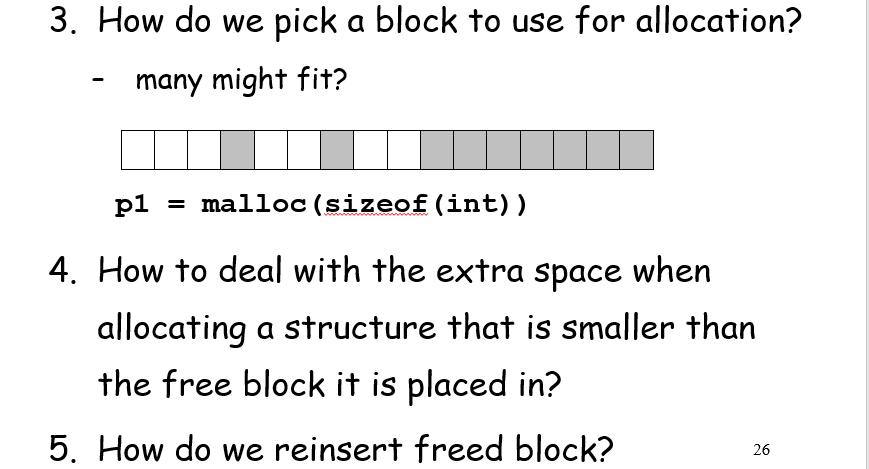 3. How do we pick a block to use for allocation?
- many might fit?
p1 = malloc(sizeof(int))
4. How to deal with the extra space when
allocating a structure that is smaller than
the free block it is placed in?
5. How do we reinsert freed block?
26